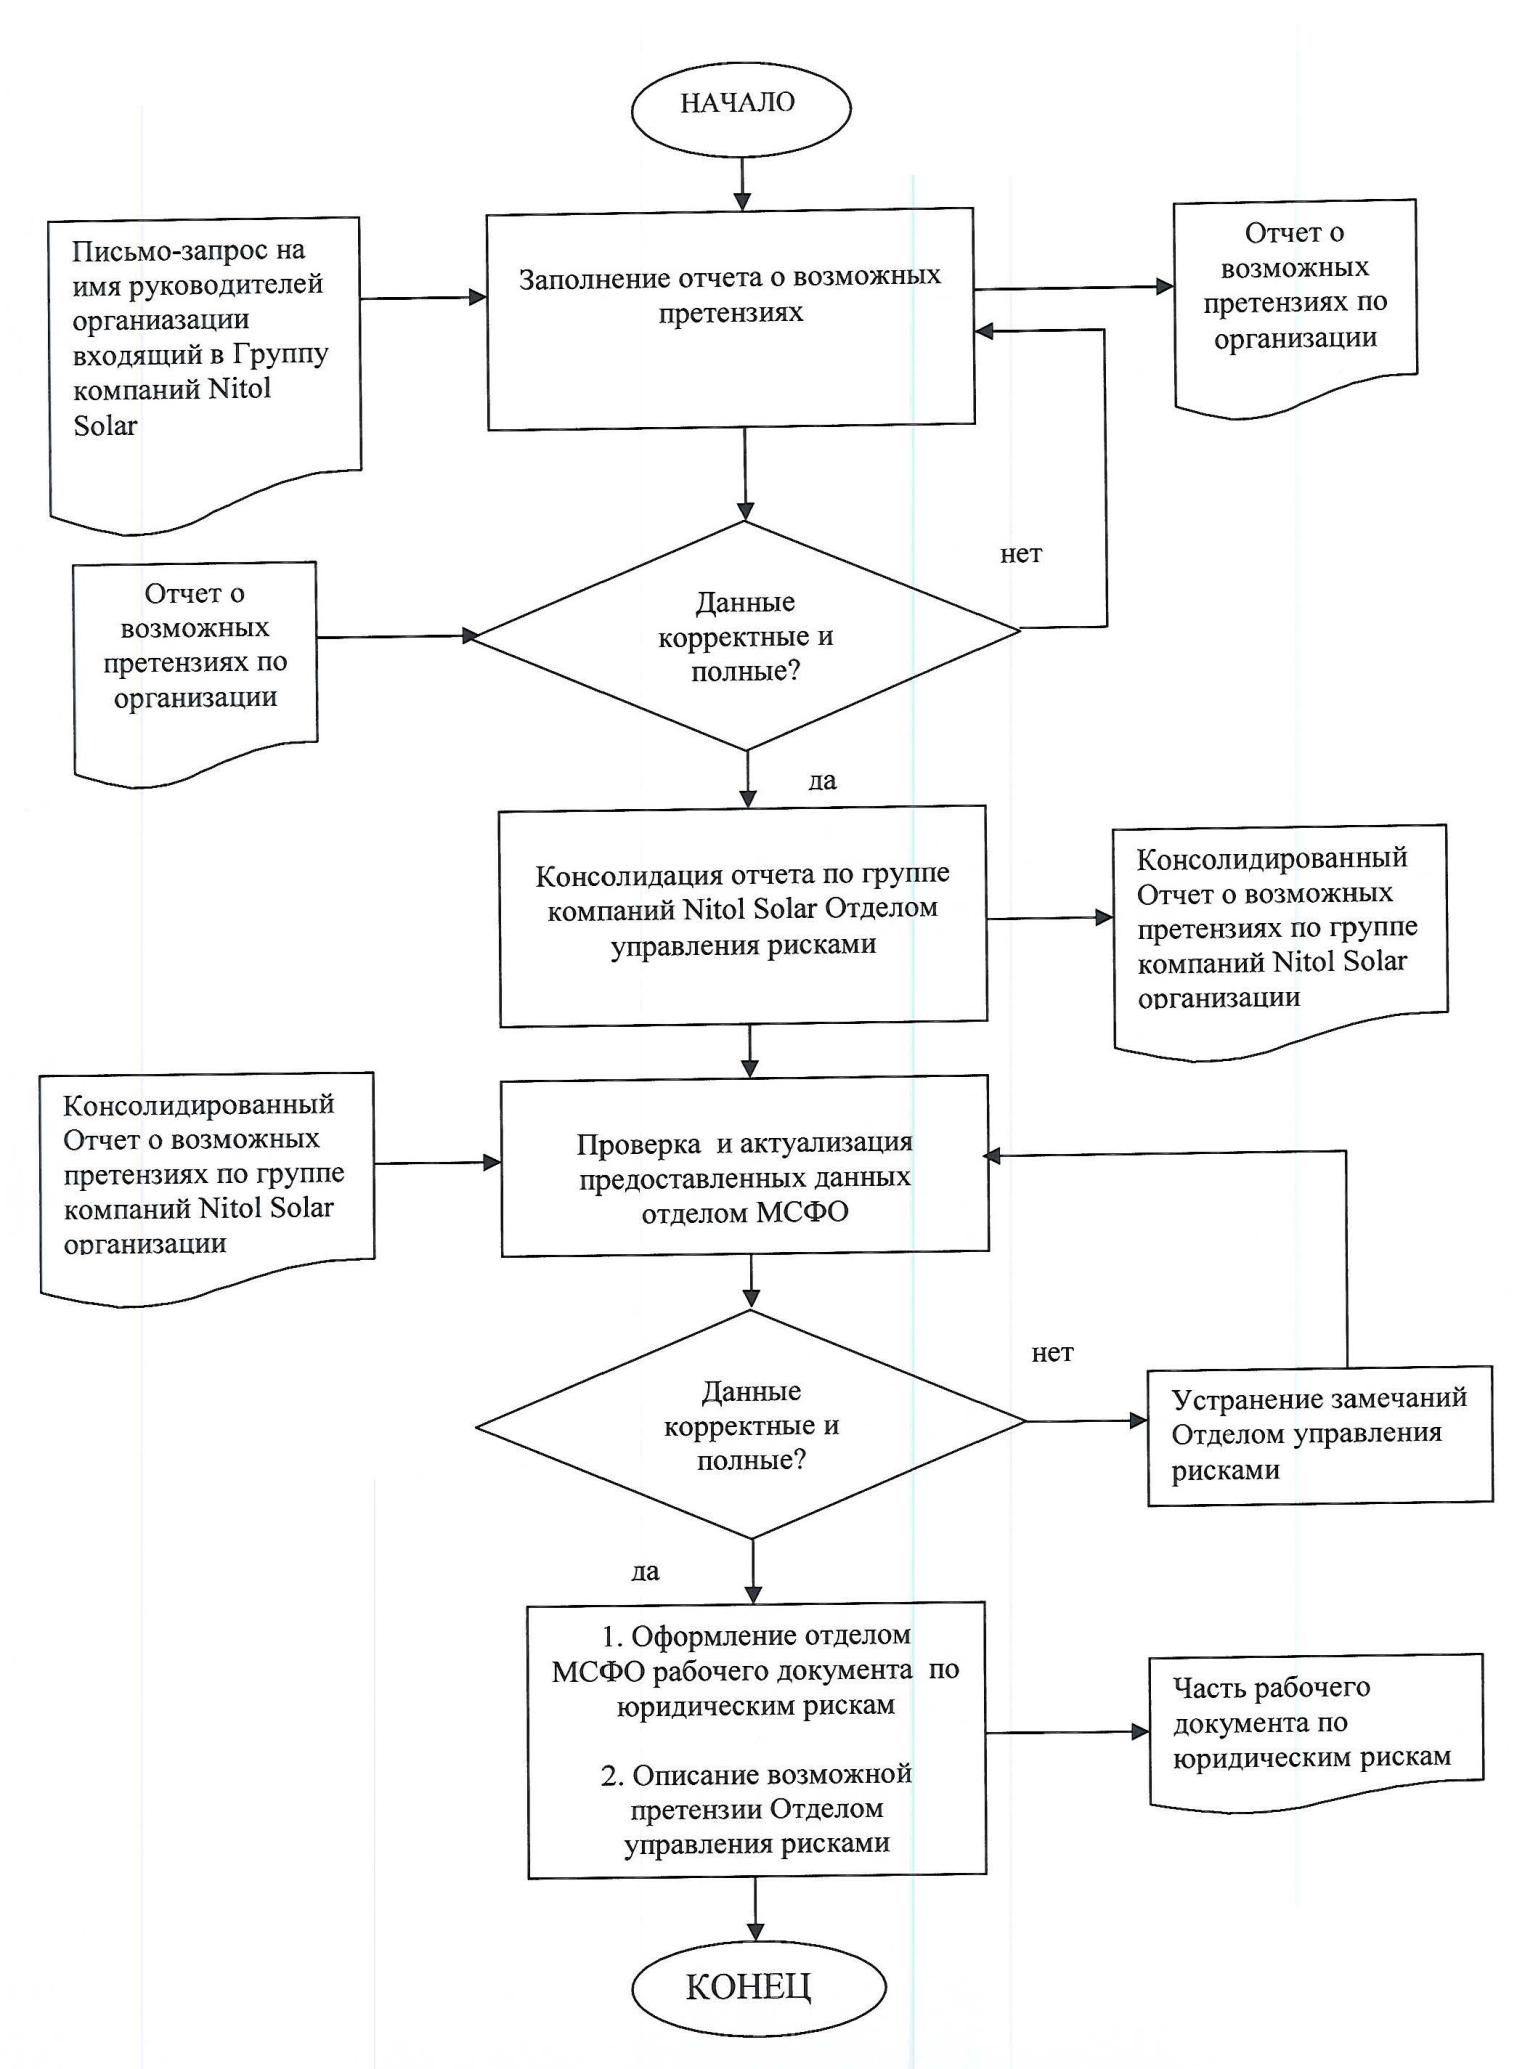 НАЧАЛО
Письмо-запрос на
имя руководителей
органиазации
входящий в Группу
компаний Nitol
Solar
Заполнение отчета о возможных
претензиях
Отчет о
возможных
претензиях по
организации
нет
Отчет о
возможных
претензиях по
организации
Данные
корректные и
полные?
да
Консолидация отчета по группе
компаний Nitol Solar Отделом
управления рисками
Консолидированный
Отчет о возможных
претензиях по группе
компаний Nitol Solar
организации
Консолидированный
Отчет о возможных
претензиях по группе
компаний Nitol Solar
организации
Проверка и актуализация
предоставленных данных
отделом МСФО
Данные
корректные и
полные?
нет
Устранение замечаний
Отделом управления
рисками
да
1. Оформление отделом
МСФО рабочего документа по
юридическим рискам
2. Описание возможной
претензии Отделом
управления рисками
Часть рабочего
документа по
юридическим рискам
КОНЕЦ